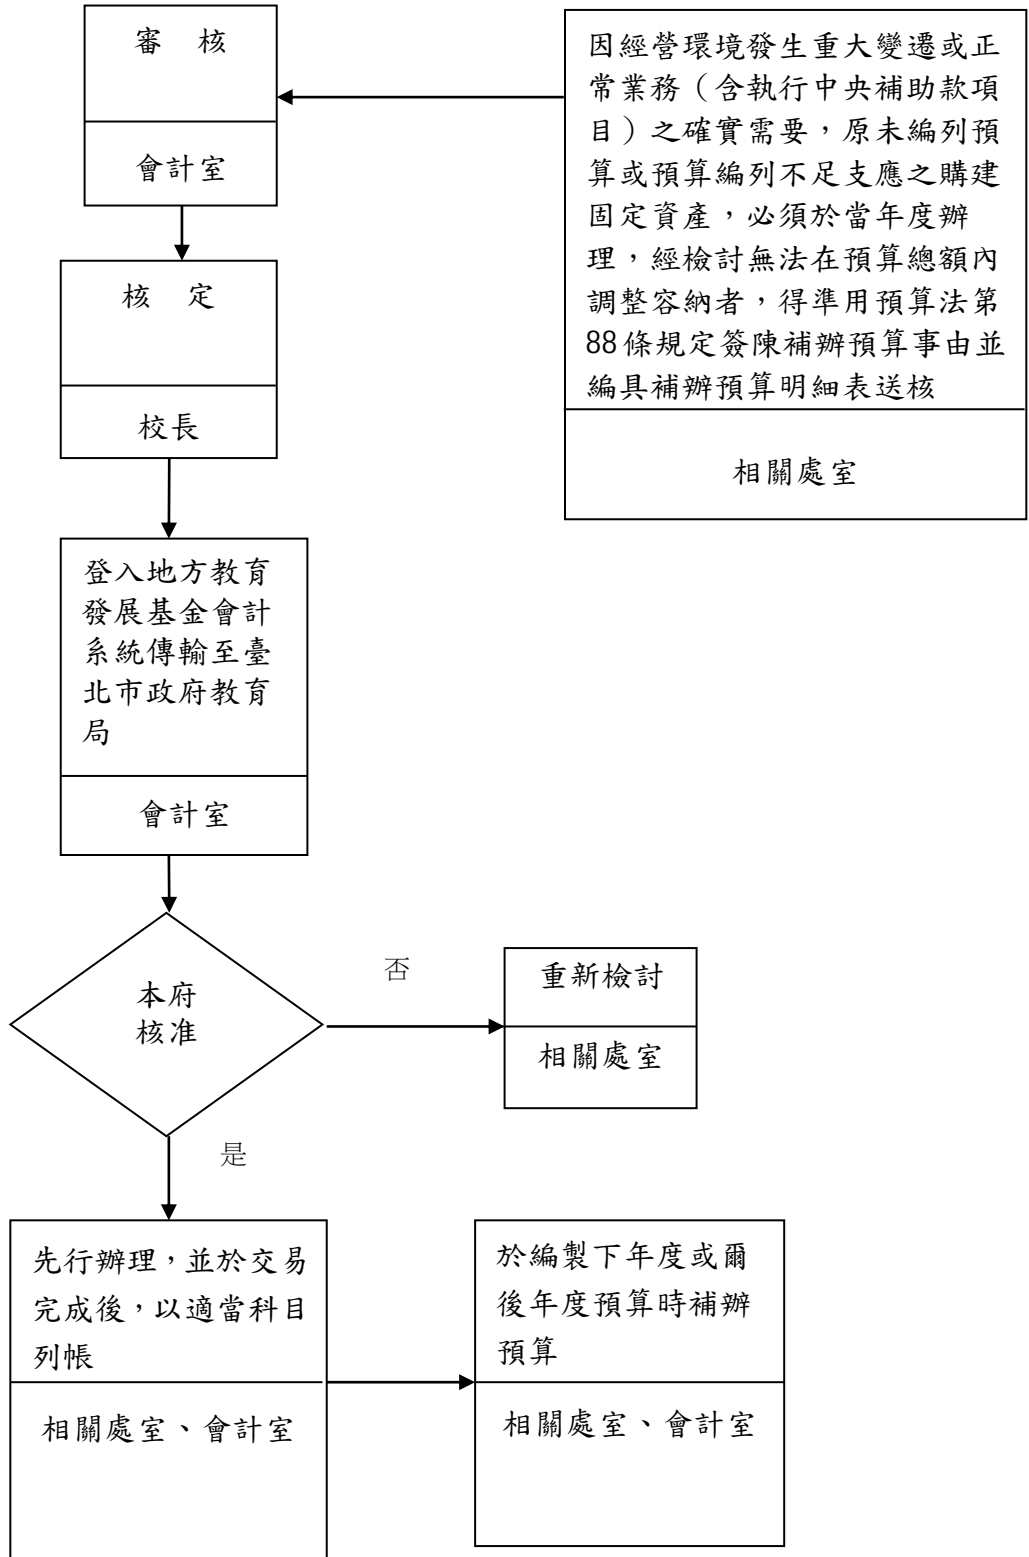 審　核
會計室
因經營環境發生重大變遷或正
常業務（含執行中央補助款項
目）之確實需要，原未編列預
算或預算編列不足支應之購建
固定資產，必須於當年度辦
理，經檢討無法在預算總額內
調整容納者，得準用預算法第
88條規定簽陳補辦預算事由並
編具補辦預算明細表送核
相關處室
核　定
校長
登入地方教育
發展基金會計
系統傳輸至臺
北市政府教育
局
會計室
本府
核准
否
重新檢討
相關處室
是
先行辦理，並於交易
完成後，以適當科目
列帳
相關處室、會計室
於編製下年度或爾
後年度預算時補辦
預算
相關處室、會計室